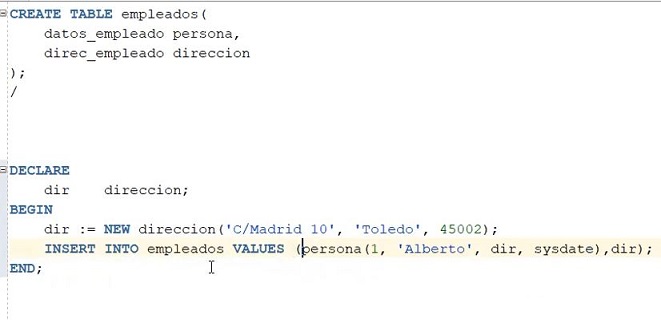 CREATE TABLE empleados(
datos_empleado persona,
direc_empleado direccion
);
/
DECLARE
dir direccion;
BEGIN
dir := NEW direccion('C/Madrid 10', 'Toledo', 45002);
INSERT INTO empleados VALUES (persona(1, 'Alberto', dir, sysdate),dir);
END;